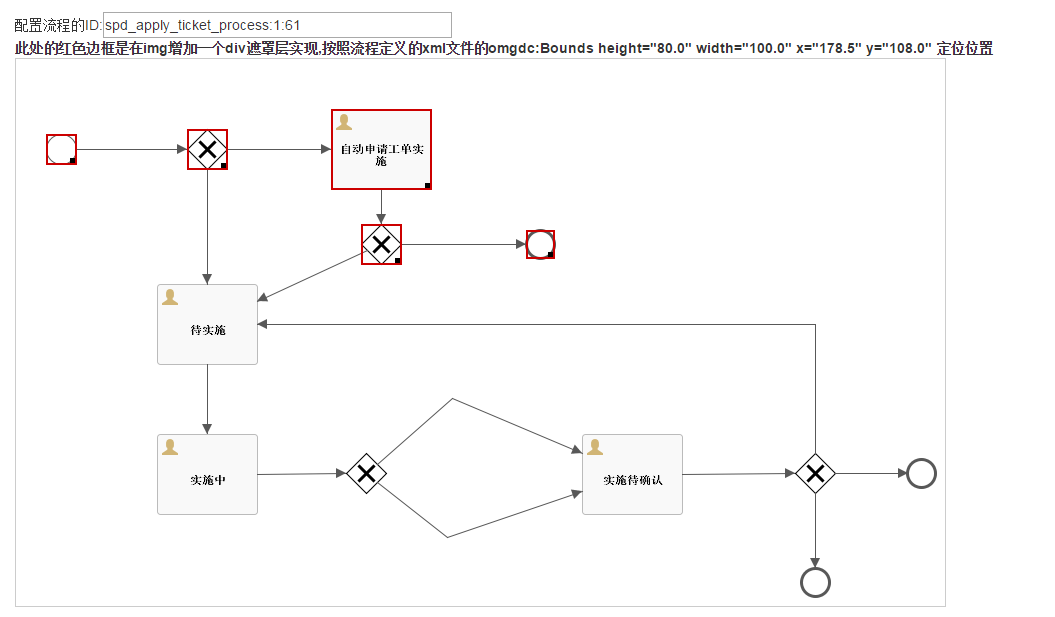 配置流程的ID:spd_apply_ticket_process:1:61
此处的红色边框是在img增加一个div遮罩层实现,按照流程定义的xml文件的omgdc:Bounds height="80.0" width="100.0" x="178.5" y="108.0" 定位位置
自动申请工单实
施
待实施
实施中
实施待确认